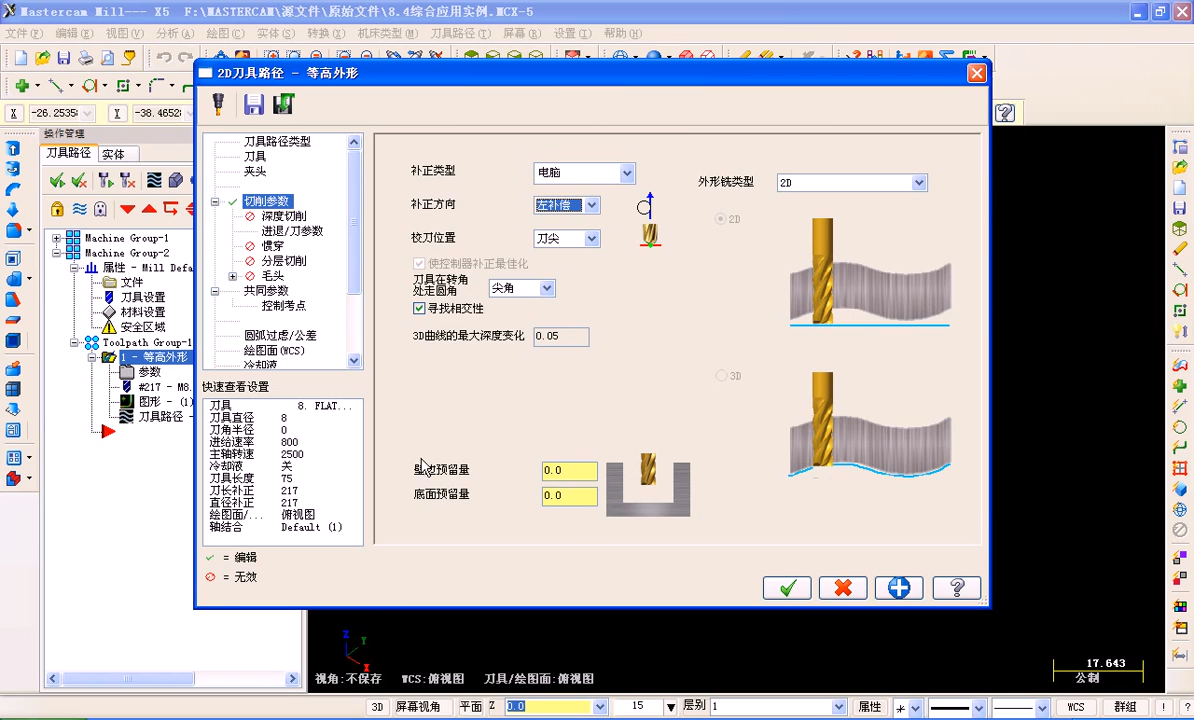 Mastercam Mill--- X5 F:\MASTERCAM\源文件\原始文件\8.4综合应用实例.MCX-5
文件(F) 编辑(E) 视图(V) 分析(A) 绘图(C) 实体(S) 转换(X) 机床类型(M) 刀具路径(T) 屏幕(R) 设置(I) 帮助(H)
X -26.2535 Y -38.4652
操作管理
刀具路径 实体
Machine Group-1
Machine Group-2
属性 - Mill Defa
文件
刀具设置
材料设置
安全区域
Toolpath Group-1
1 - 等高外形
参数
#217 - M8.
图形 - (1)
刀具路径 -
2D刀具路径 - 等高外形
刀具路径类型
刀具
夹头
切削参数
深度切削
进退/刀参数
惯穿
分层切削
毛头
共同参数
控制考点
圆弧过虑/公差
绘图面(WCS)
冷却液
快速查看设置
刀具 8. FLAT...
刀具直径 8
刀角半径 0
进给速率 800
主轴转速 2500
冷却液 关
刀具长度 75
刀长补正 217
直径补正 217
绘图面/... 俯视图
轴结合 Default (1)
= 编辑
= 无效
补正类型 电脑
补正方向 左补偿
校刀位置 刀尖
使控制器补正最佳化
刀具在转角
处走圆角 尖角
寻找相交性
3D曲线的最大深度变化 0.05
预留量 0.0
底面预留量 0.0
外形铣类型 2D
2D
3D
Z
Y
X
视角:不保存 WCS:俯视图 刀具/绘图面:俯视图
17.643
公制
3D 屏幕视角 平面 Z 0.0 15 层别 1 属性 WCS 群组 ! ?